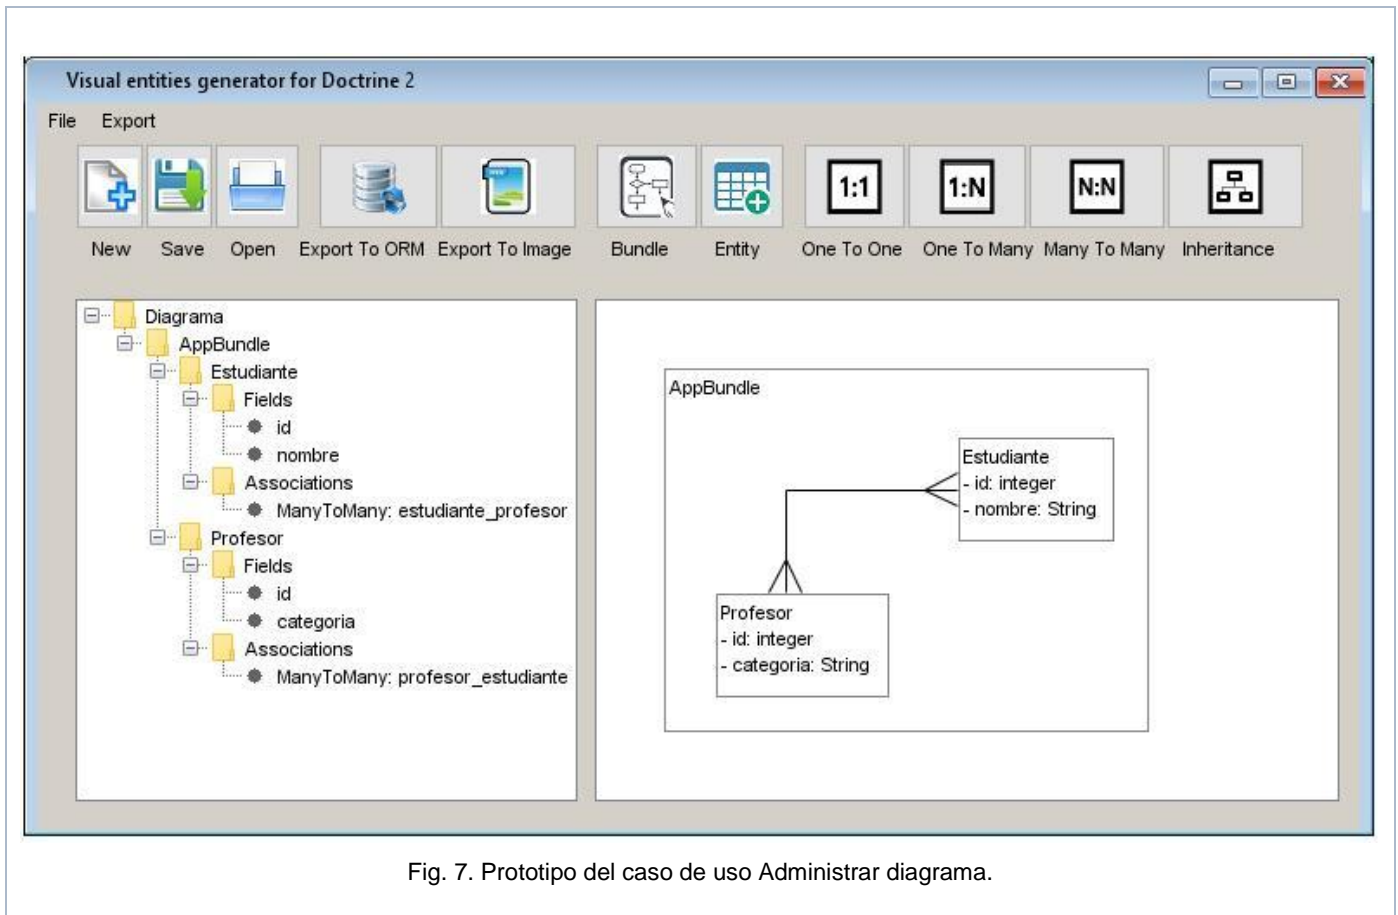 Visual entities generator for Doctrine 2
File Export
1:1 1:N N:N
New Save Open Export To ORM Export To Image Bundle Entity One To One One To Many Many To Many Inheritance
Diagrama
AppBundle
Estudiante
Fields
id
nombre
Associations
ManyToMany: estudiante_profesor
Profesor
Fields
id
categoria
Associations
ManyToMany: profesor_estudiante
AppBundle
Estudiante
- id: integer
- nombre: String
Profesor
- id: integer
- categoria: String
Fig. 7. Prototipo del caso de uso Administrar diagrama.